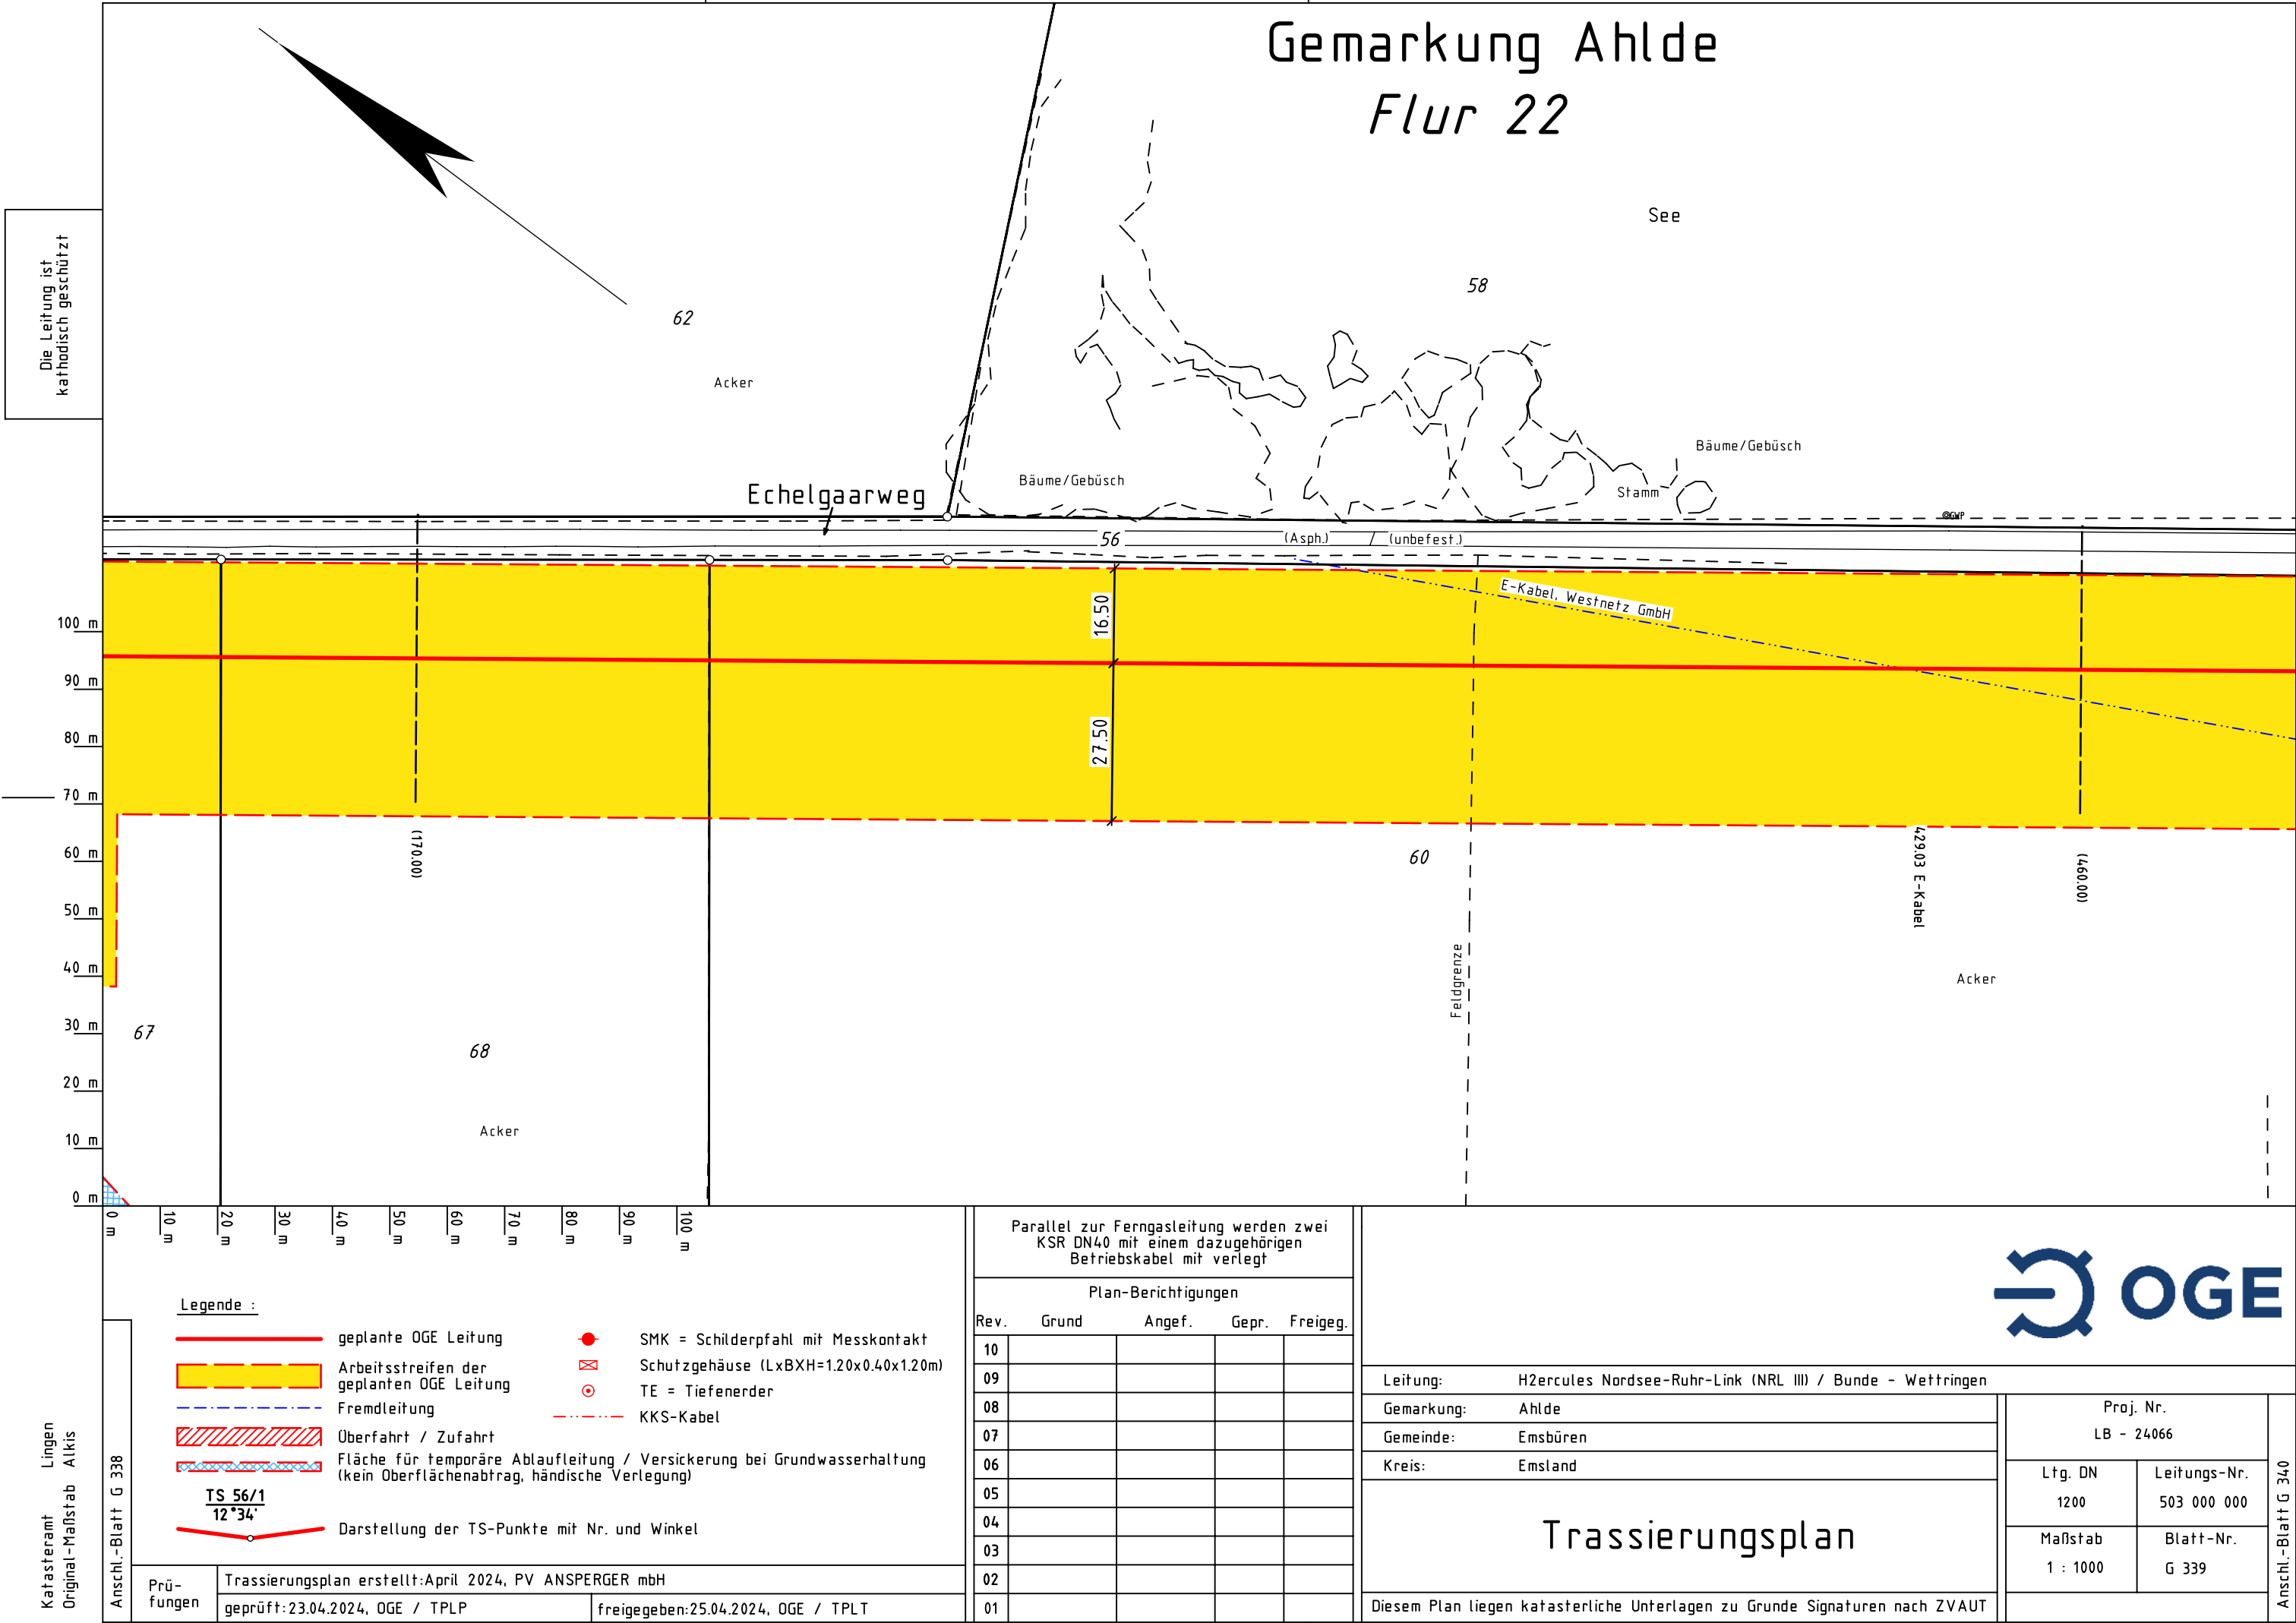 Gemarkung Ahlde
Flur 22
See
58
62
Acker
Die Leitung ist
kathodisch geschützt
Bäume/Gebüsch
Bäume/Gebüsch
Stamm
Echelgaarweg
©GWP
56
(Asph.) / (unbefest.)
E-Kabel, Westnetz GmbH
16.50
27.50
100 m
90 m
80 m
70 m
60 m
50 m
40 m
30 m
20 m
10 m
0 m
(170.00)
60
429.03 E-Kabel
(460.00)
Feldgrenze
Acker
67
68
Acker
0 m
10 m
20 m
30 m
40 m
50 m
60 m
70 m
80 m
90 m
100 m
Legende :
geplante OGE Leitung
Arbeitsstreifen der
geplanten OGE Leitung
Fremdleitung
Überfahrt / Zufahrt
Fläche für temporäre Ablaufleitung / Versickerung bei Grundwasserhaltung
(kein Oberflächenabtrag, händische Verlegung)
TS 56/1
12°34'
Darstellung der TS-Punkte mit Nr. und Winkel
SMK = Schilderpfahl mit Messkontakt
Schutzgehäuse (LxBXH=1.20x0.40x1.20m)
TE = Tiefenerder
KKS-Kabel
Katasteramt Lingen
Original-Maßstab Alkis
Anschl.-Blatt G 338
Prü-
fungen
Trassierungsplan erstellt:April 2024, PV ANSPERGER mbH
geprüft:23.04.2024, OGE / TPLP
freigegeben:25.04.2024, OGE / TPLT
Parallel zur Ferngasleitung werden zwei
KSR DN40 mit einem dazugehörigen
Betriebskabel mit verlegt
Plan-Berichtigungen
Rev. Grund Angef. Gepr. Freigeg.
10
09
08
07
06
05
04
03
02
01
OGE
Leitung: H2ercules Nordsee-Ruhr-Link (NRL III) / Bunde - Wettringen
Gemarkung: Ahlde
Gemeinde: Emsbüren
Kreis: Emsland
Trassierungsplan
Diesem Plan liegen katasterliche Unterlagen zu Grunde Signaturen nach ZVAUT
Proj. Nr.
LB - 24066
Ltg. DN
1200
Leitungs-Nr.
503 000 000
Maßstab
1 : 1000
Blatt-Nr.
G 339
Anschl.-Blatt G 340